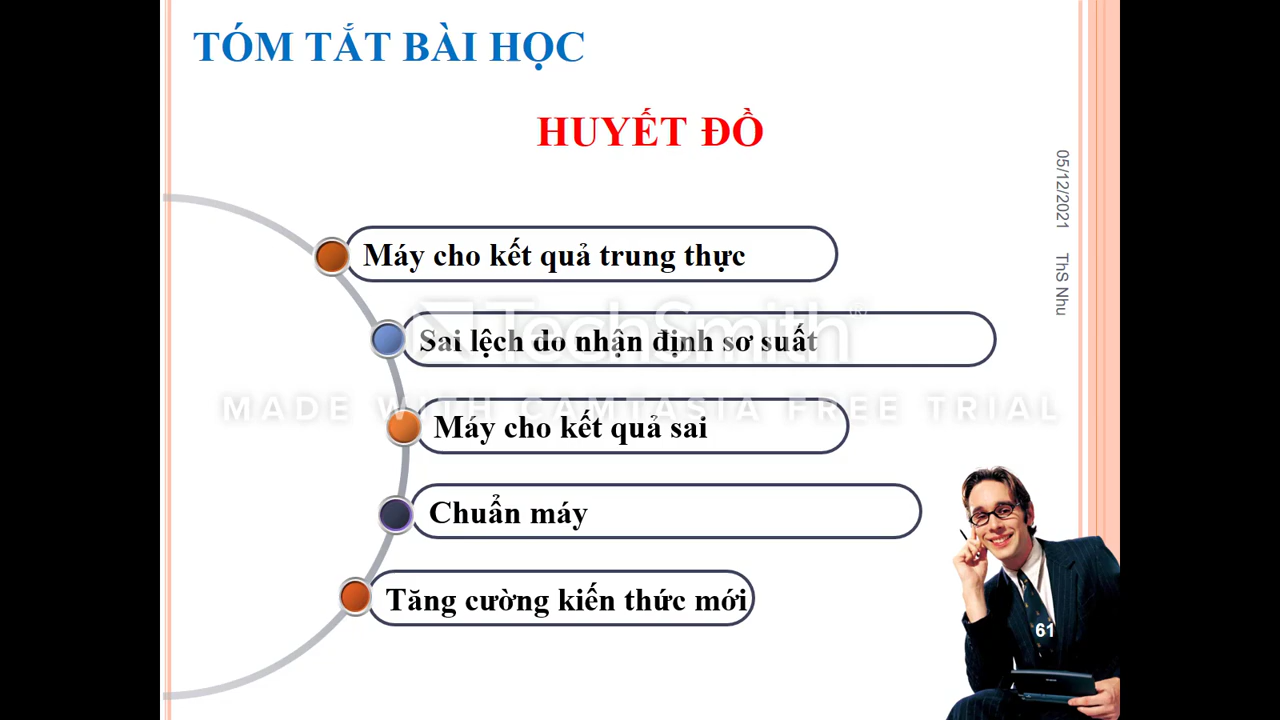 TÓM TẮT BÀI HỌC
HUYẾT ĐỒ
Máy cho kết quả trung thực
Sai lệch do nhận định sơ suất
Máy cho kết quả sai
Chuẩn máy
Tăng cường kiến thức mới
05/12/2021 ThS Nhu
TechSmith®
MADE WITH CAMTASIA FREE TRIAL
61